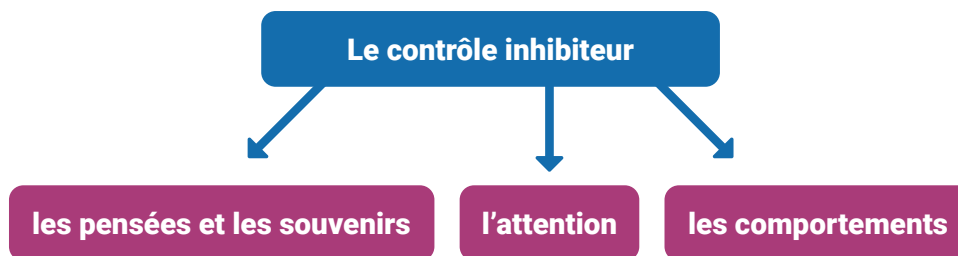 Le contrôle inhibiteur
les pensées et les souvenirs
l’attention
les comportements